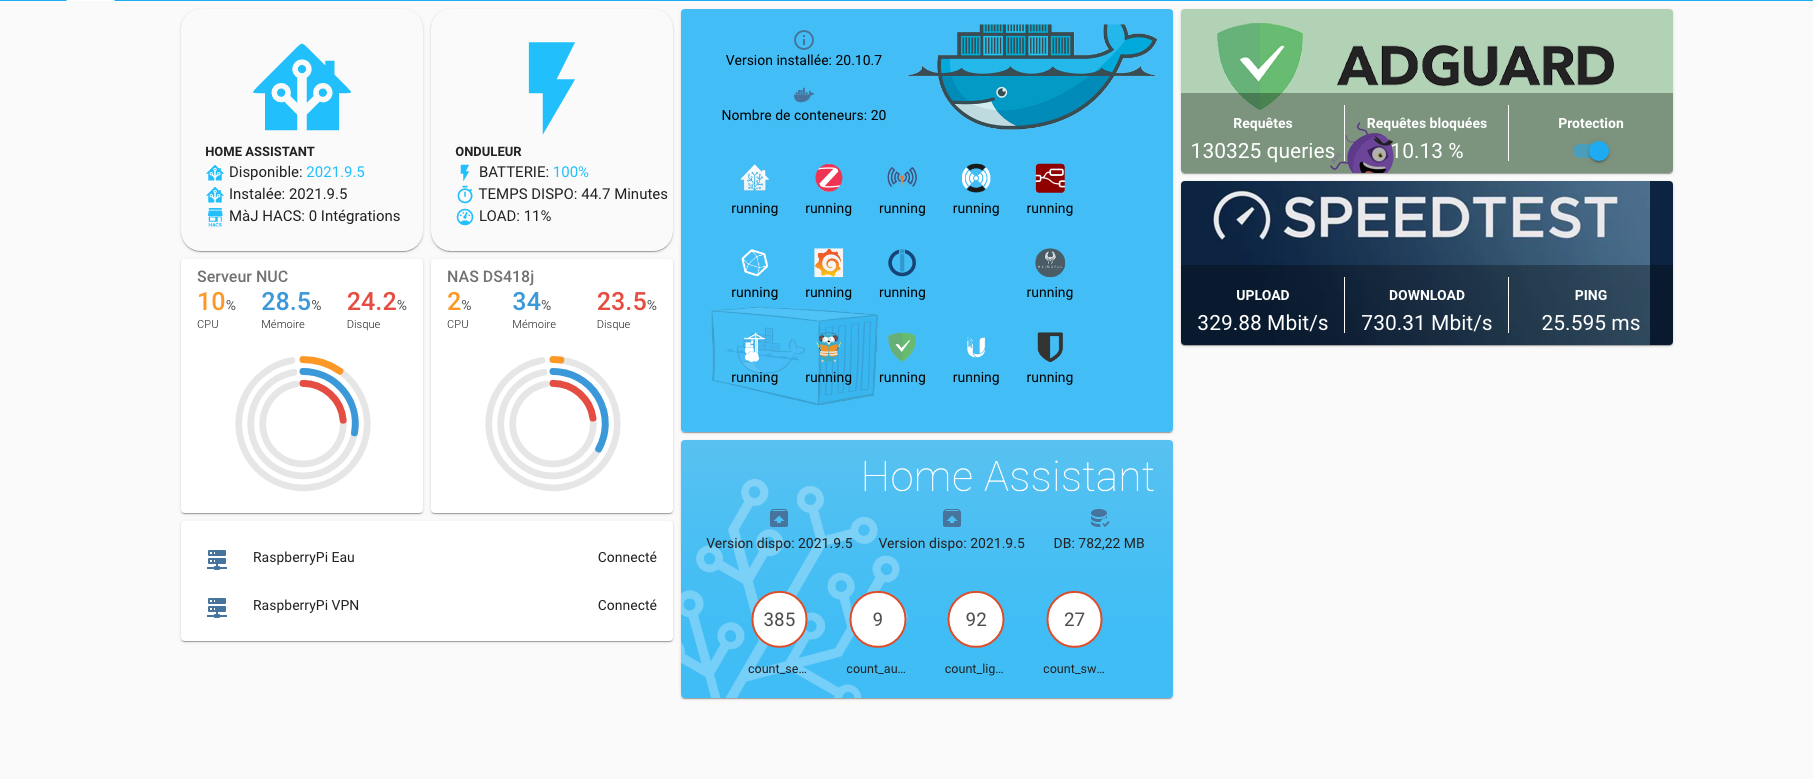 HOME ASSISTANT
Disponible: 2021.9.5
Instalée: 2021.9.5
HACS
MàJ HACS: 0 Intégrations
ONDULEUR
BATTERIE: 100%
TEMPS DISPO: 44.7 Minutes
LOAD: 11%
Serveur NUC
10% 28.5% 24.2%
CPU Mémoire Disque
NAS DS418j
2% 34% 23.5%
CPU Mémoire Disque
RaspberryPi Eau Connecté
RaspberryPi VPN Connecté
Version installée: 20.10.7
Nombre de conteneurs: 20
running running running running running
running running running running
running running running running running
Home Assistant
Version dispo: 2021.9.5 Version dispo: 2021.9.5 DB: 782,22 MB
385 9 92 27
count_se... count_au... count_lig... count_sw...
ADGUARD
Requêtes Requêtes bloquées Protection
130325 queries 10.13 %
SPEEDTEST
UPLOAD DOWNLOAD PING
329.88 Mbit/s 730.31 Mbit/s 25.595 ms